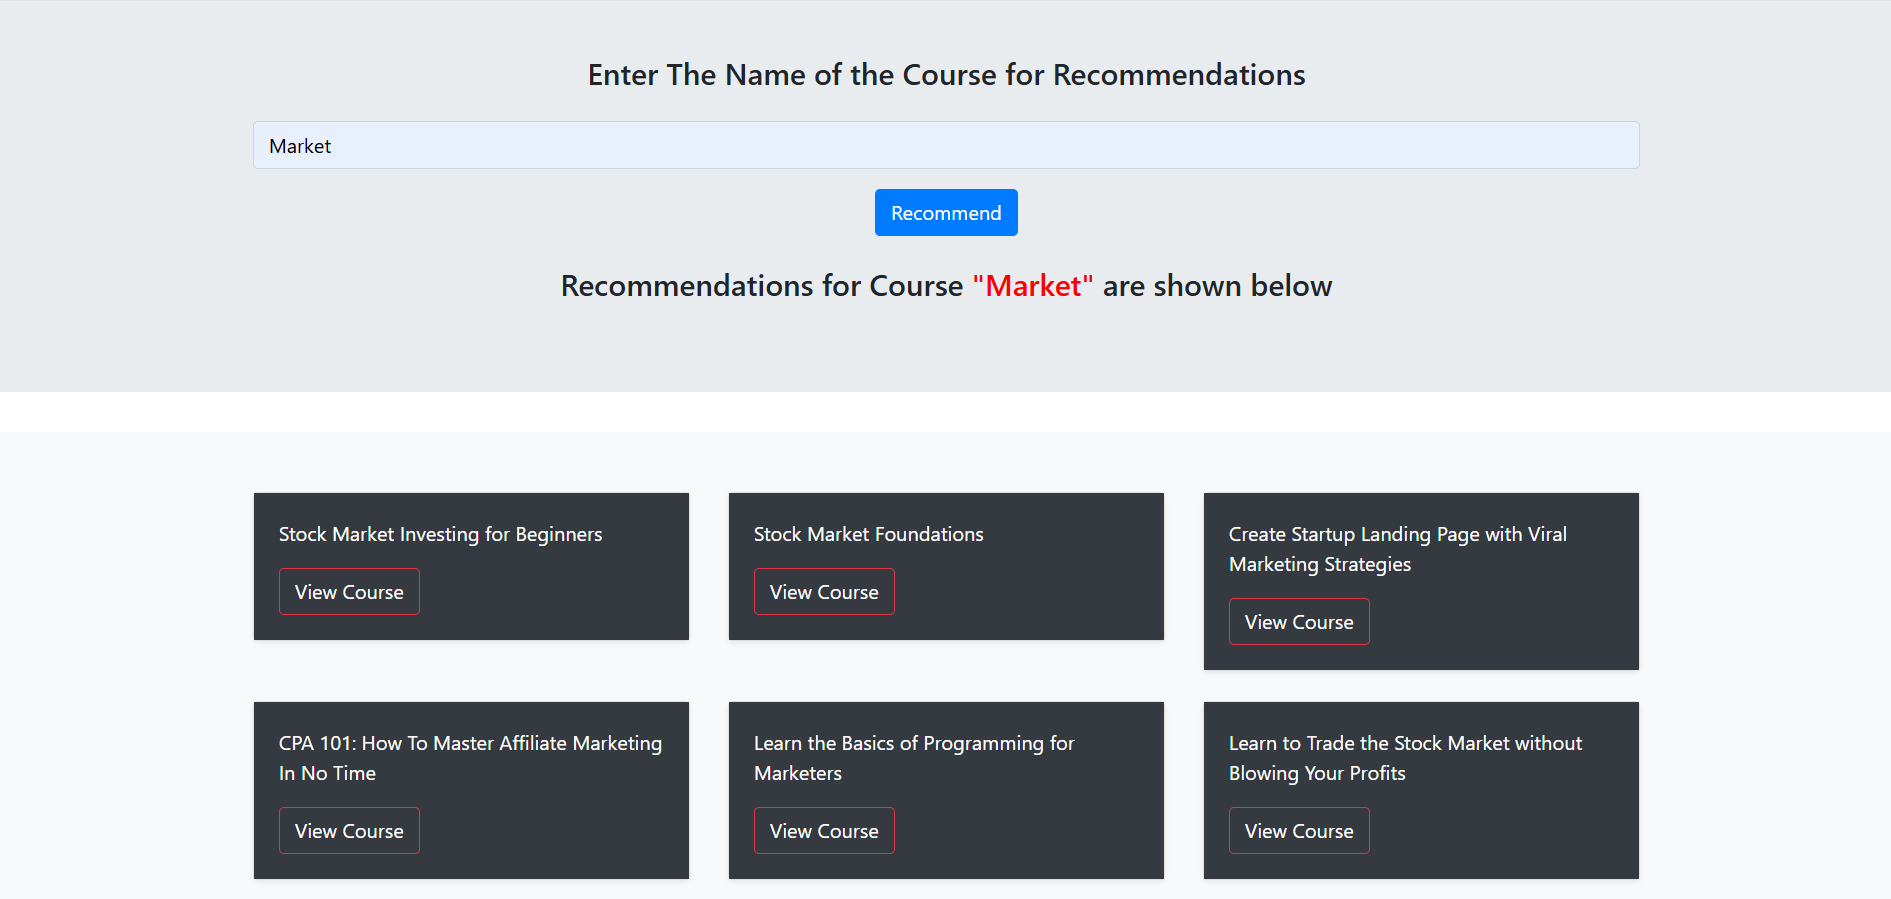 Enter The Name of the Course for Recommendations
Market
Recommend
Recommendations for Course "Market" are shown below
Stock Market Investing for Beginners
View Course
Stock Market Foundations
View Course
Create Startup Landing Page with Viral
Marketing Strategies
View Course
CPA 101: How To Master Affiliate Marketing
In No Time
View Course
Learn the Basics of Programming for
Marketers
View Course
Learn to Trade the Stock Market without
Blowing Your Profits
View Course